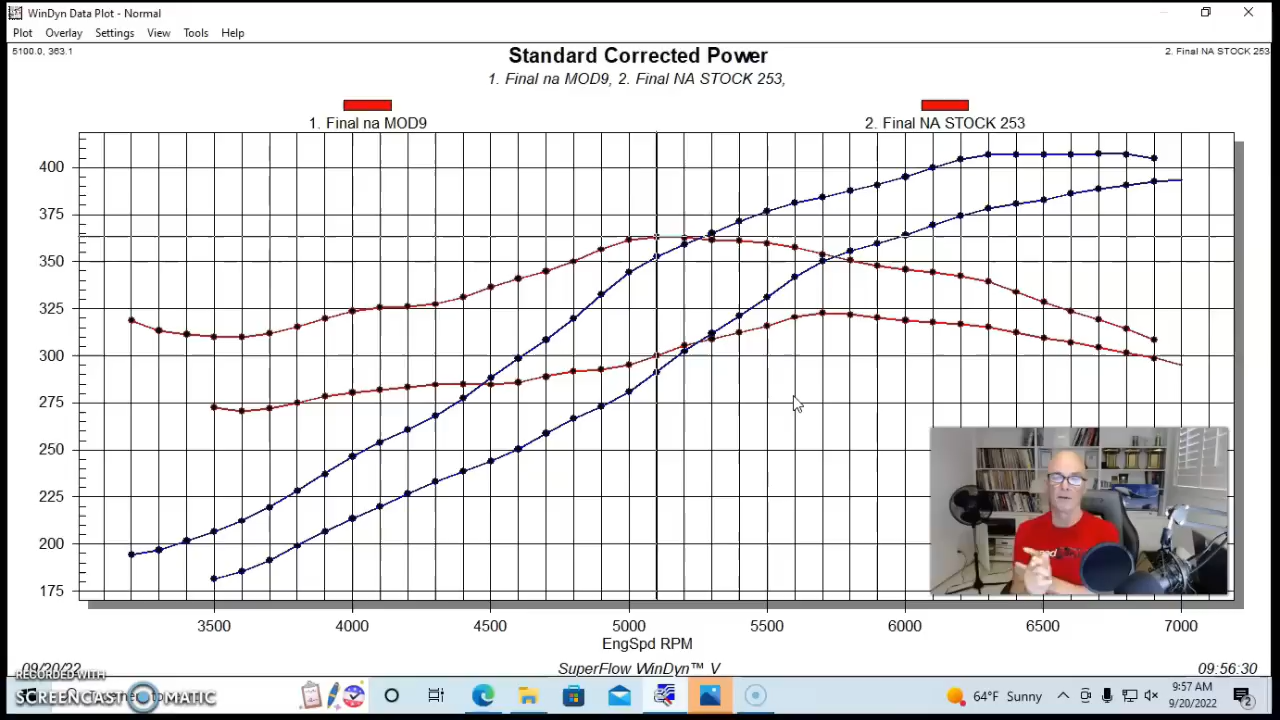 WinDyn Data Plot - Normal
Plot Overlay Settings View Tools Help
5100.0, 363.1
2. Final NA STOCK 253
Standard Corrected Power
1. Final na MOD9, 2. Final NA STOCK 253,
1. Final na MOD9
2. Final NA STOCK 253
400
375
350
325
300
275
250
225
200
175
3500 4000 4500 5000 5500 6000 6500 7000
EngSpd RPM
09/20/22
SuperFlow WinDyn™ V
09:56:30
RECORDED WITH
SCREENCAST MATIC
64°F Sunny
9:57 AM
9/20/2022
2